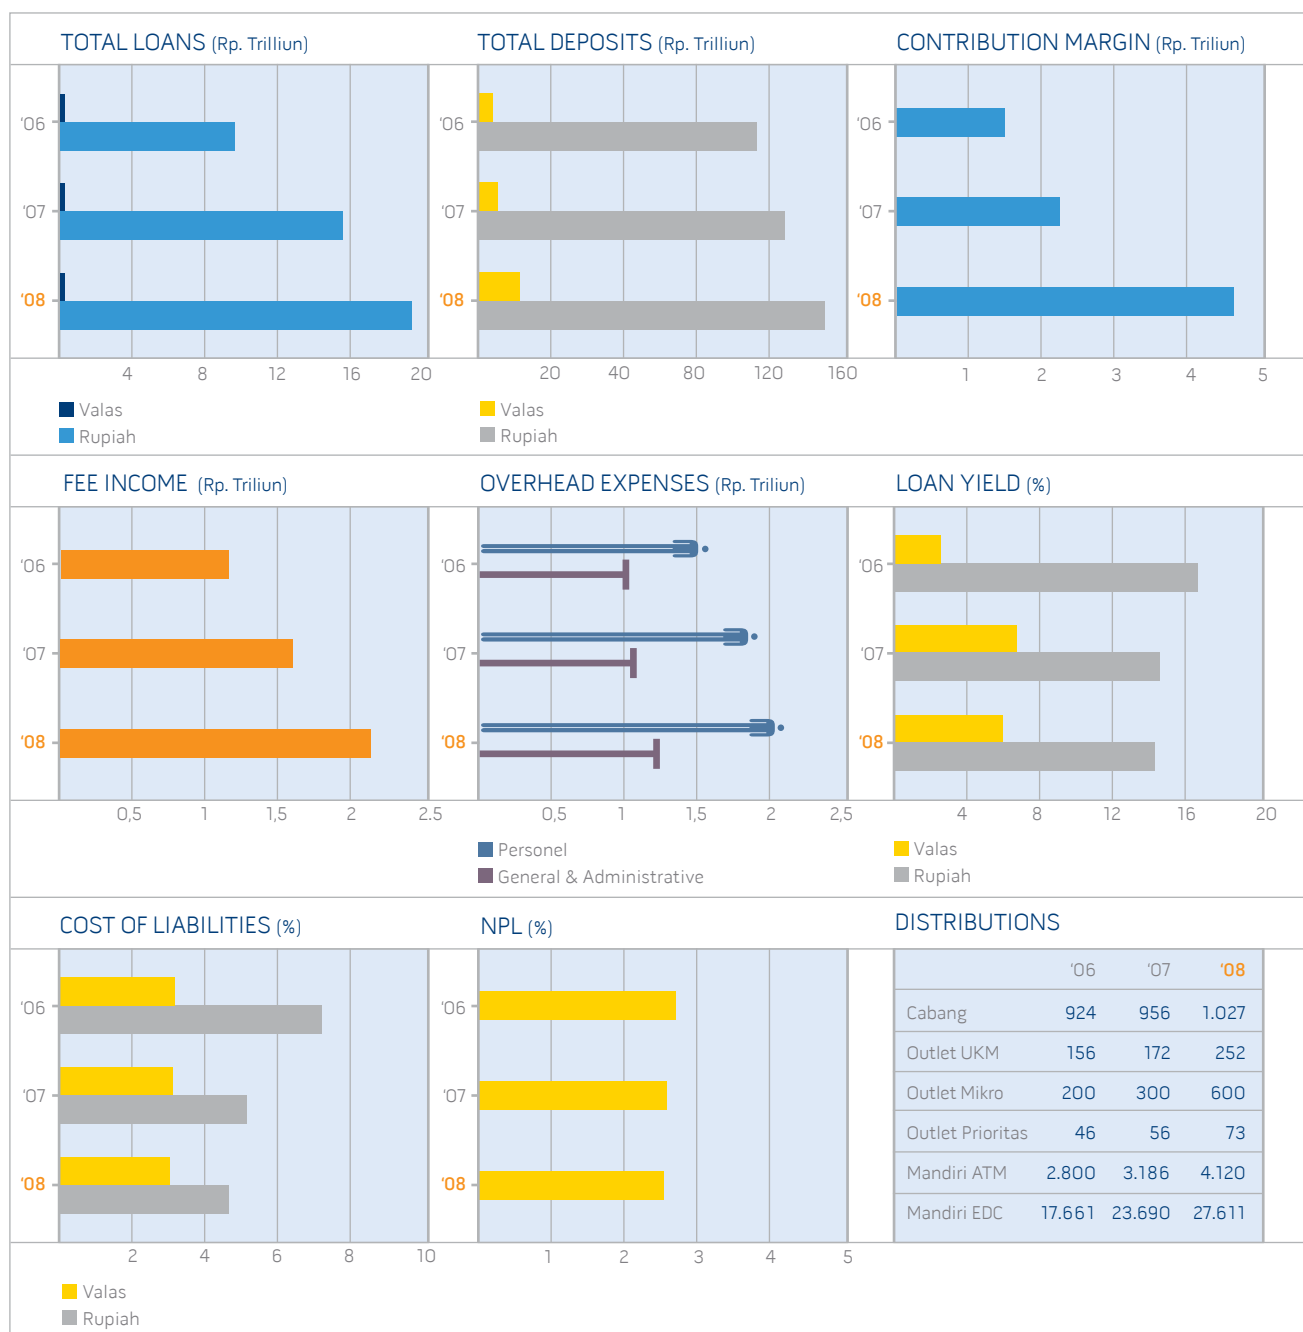 TOTAL LOANS (Rp. Trilliun)
'06
'07
'08
4 8 12 16 20
Valas
Rupiah
TOTAL DEPOSITS (Rp. Trilliun)
'06
'07
'08
20 40 80 120 160
Valas
Rupiah
CONTRIBUTION MARGIN (Rp. Triliun)
'06
'07
'08
1 2 3 4 5
FEE INCOME (Rp. Triliun)
'06
'07
'08
0,5 1 1,5 2 2.5
OVERHEAD EXPENSES (Rp. Triliun)
'06
'07
'08
0,5 1 1,5 2 2,5
Personel
General & Administrative
LOAN YIELD (%)
'06
'07
'08
4 8 12 16 20
Valas
Rupiah
COST OF LIABILITIES (%)
'06
'07
'08
2 4 6 8 10
Valas
Rupiah
NPL (%)
'06
'07
'08
1 2 3 4 5
DISTRIBUTIONS
'06 '07 '08
Cabang 924 956 1.027
Outlet UKM 156 172 252
Outlet Mikro 200 300 600
Outlet Prioritas 46 56 73
Mandiri ATM 2.800 3.186 4.120
Mandiri EDC 17.661 23.690 27.611